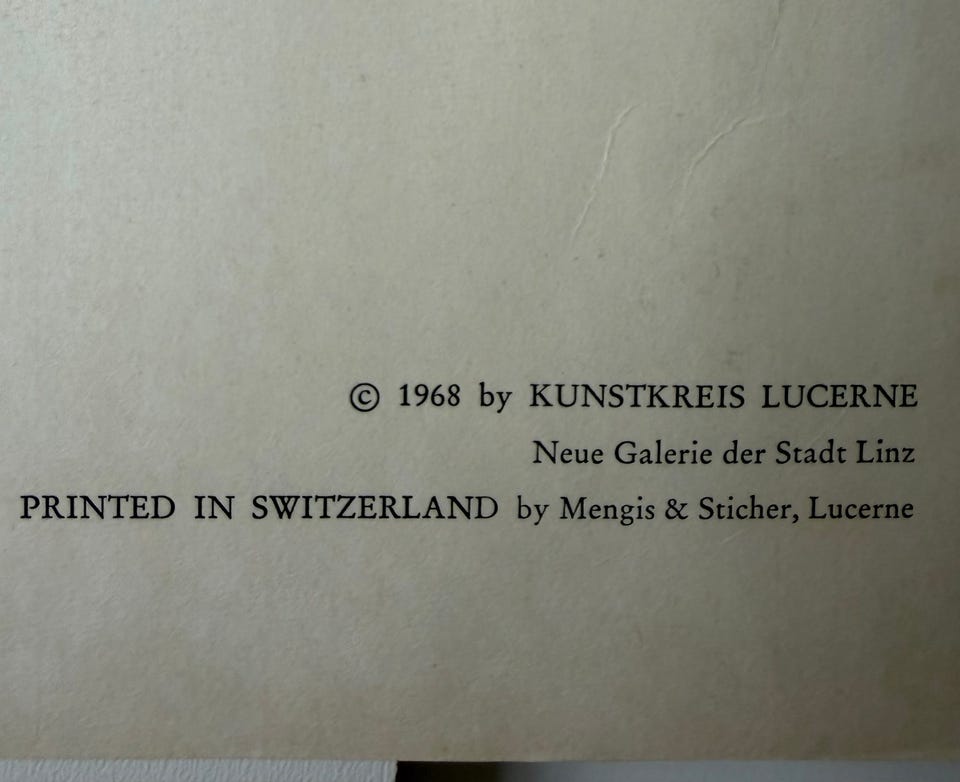 © 1968 by KUNSTKREIS LUCERNE
Neue Galerie der Stadt Linz
PRINTED IN SWITZERLAND by Mengis & Sticher, Lucerne